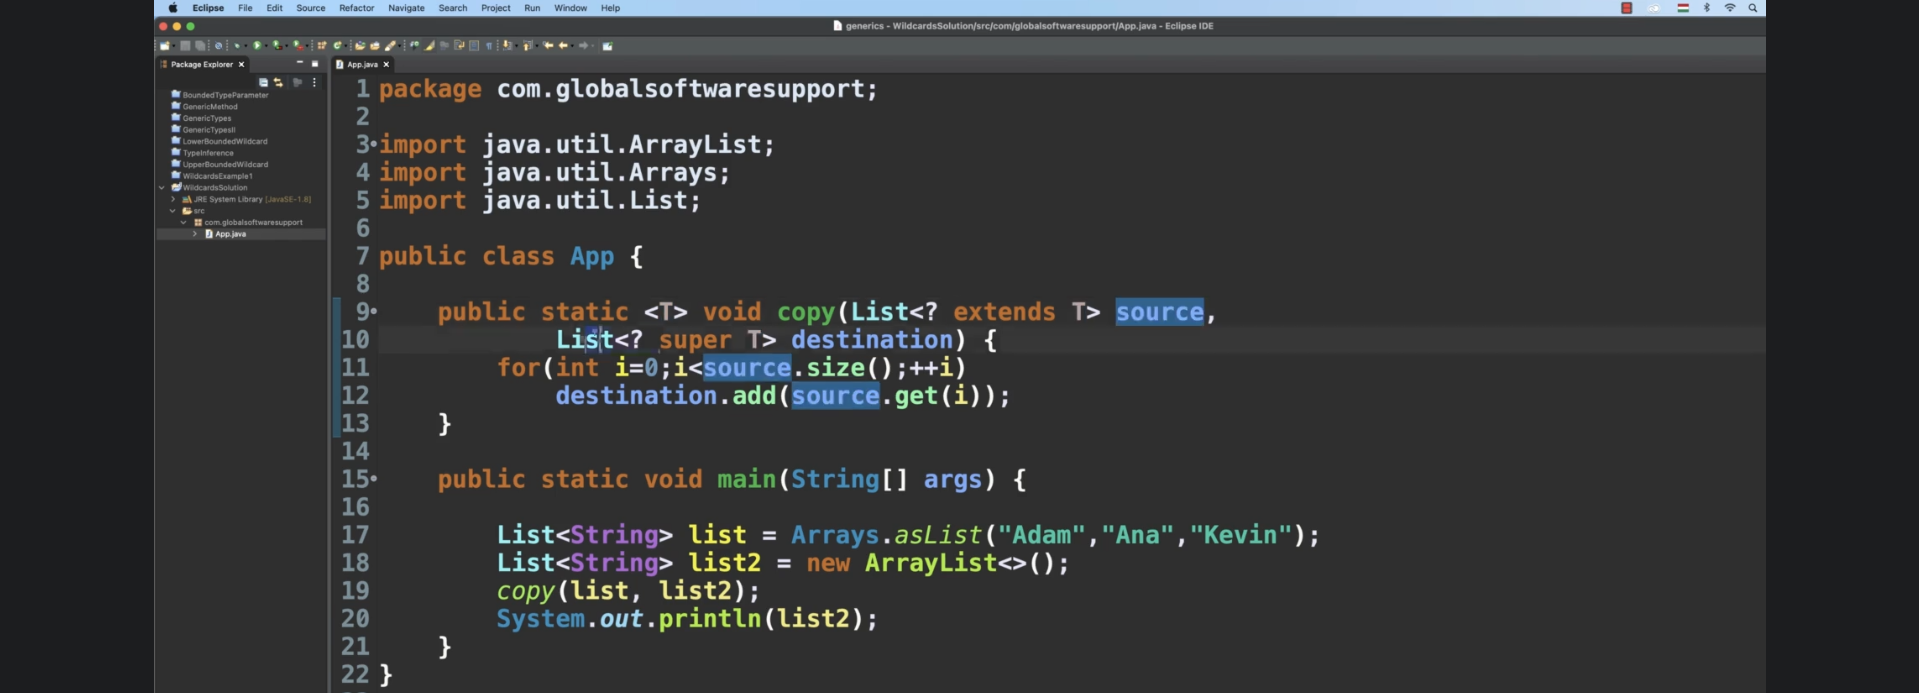 Eclipse File Edit Source Refactor Navigate Search Project Run Window Help
generics - WildcardsSolution/src/com/globalsoftwaresupport/App.java - Eclipse IDE
Package Explorer
App.java
BoundedTypeParameter
GenericMethod
GenericTypes
GenericTypesII
LowerBoundedWildcard
TypeInference
UpperBoundedWildcard
WildcardsExample1
WildcardsSolution
JRE System Library [JavaSE-1.8]
src
com.globalsoftwaresupport
App.java
1 package com.globalsoftwaresupport;
2
3 import java.util.ArrayList;
4 import java.util.Arrays;
5 import java.util.List;
6
7 public class App {
8
9 public static <T> void copy(List<? extends T> source,
10 List<? super T> destination) {
11 for(int i=0;i<source.size();++i)
12 destination.add(source.get(i));
13 }
14
15 public static void main(String[] args) {
16
17 List<String> list = Arrays.asList("Adam","Ana","Kevin");
18 List<String> list2 = new ArrayList<>();
19 copy(list, list2);
20 System.out.println(list2);
21 }
22 }